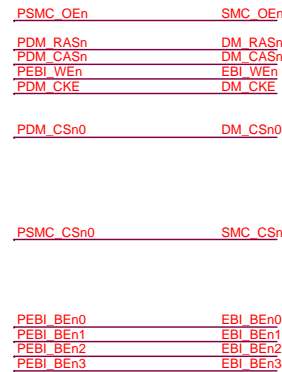 PSMC_OEn SMC_OEn
PDM_RASn DM_RASn
PDM_CASn DM_CASn
PEBI_WEn EBI_WEn
PDM_CKE DM_CKE
PDM_CSn0 DM_CSn0
PSMC_CSn0 SMC_CSn
PEBI_BEn0 EBI_BEn0
PEBI_BEn1 EBI_BEn1
PEBI_BEn2 EBI_BEn2
PEBI_BEn3 EBI_BEn3